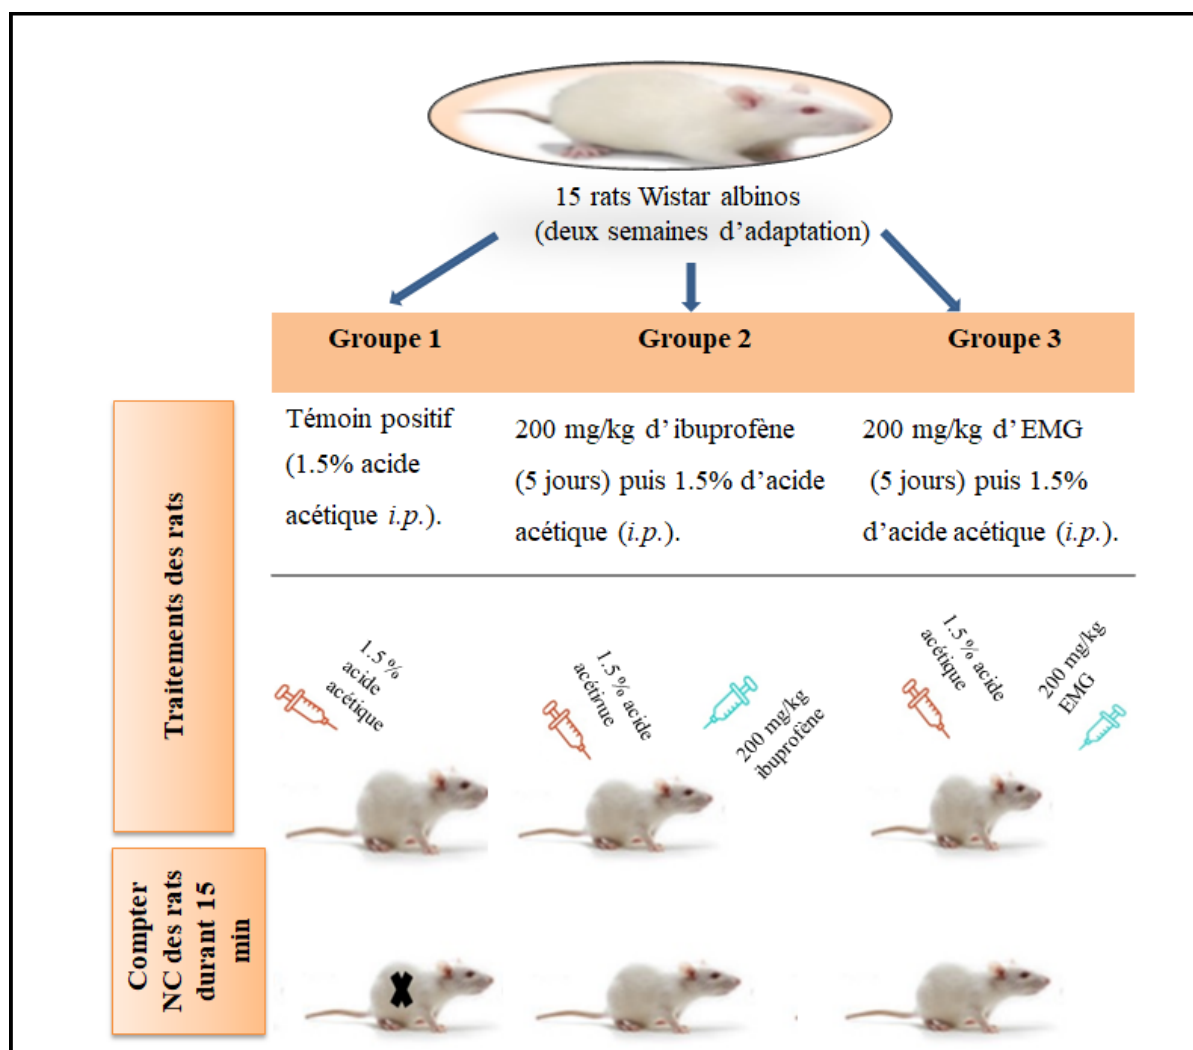 15 rats Wistar albinos
(deux semaines d’adaptation)
Groupe 1
Groupe 2
Groupe 3
Traitements des rats
Témoin positif
(1.5% acide
acétique i.p.).
200 mg/kg d’ibuprofène
(5 jours) puis 1.5% d’acide
acétique (i.p.).
200 mg/kg d’EMG
(5 jours) puis 1.5%
d’acide acétique (i.p.).
1.5 %
acide
acétique
1.5 % acide
acétique
200 mg/kg
ibuprofène
1.5 % acide
acétique
200 mg/kg
EMG
Compter
NC des rats
durant 15
min